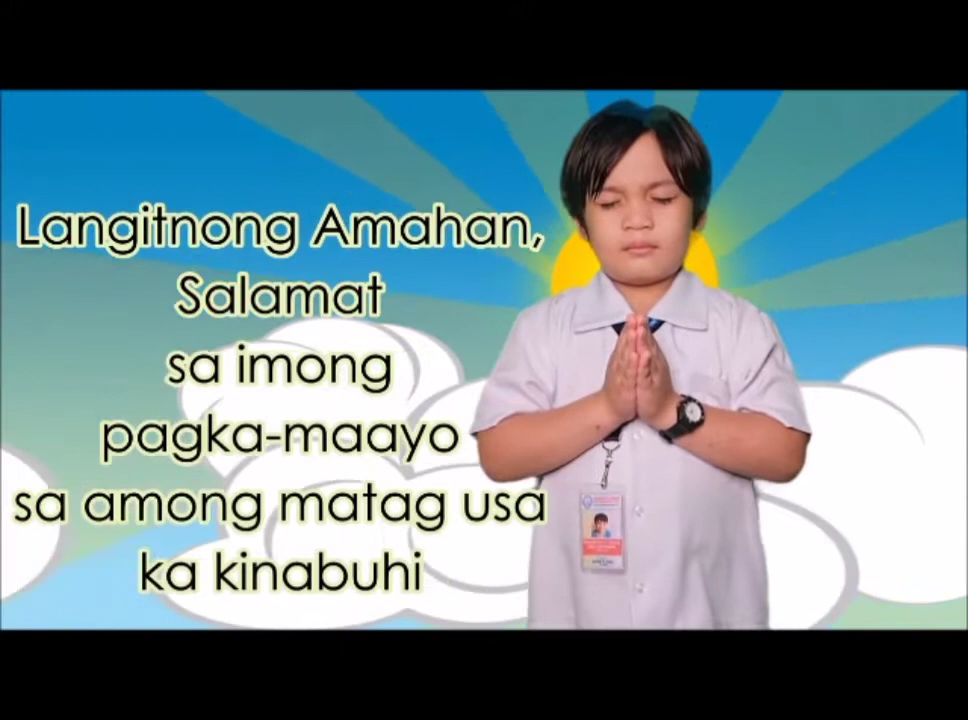 Langitnong Amahan,
Salamat
sa imong
pagka-maayo
sa among matag usa
ka kinabuhi